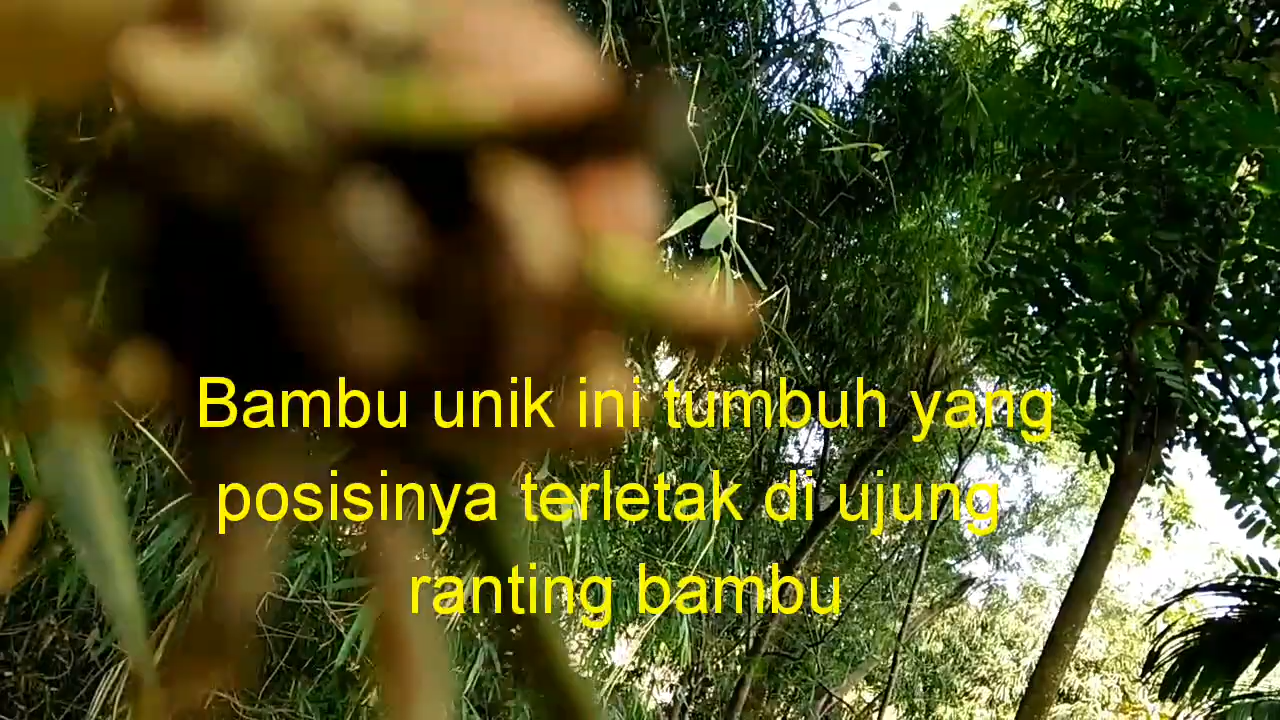 Bambu unik ini tumbuh yang
posisinya terletak di ujung
ranting bambu